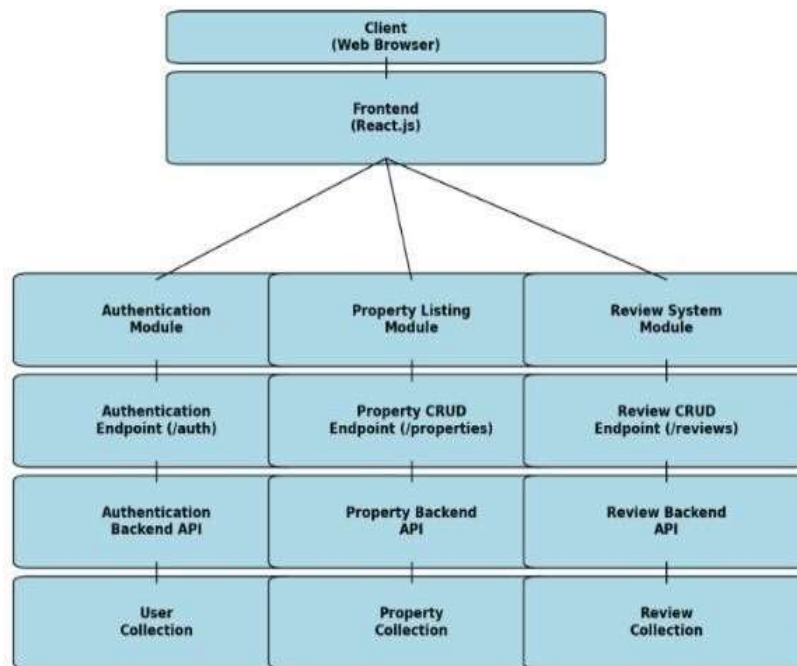 Client
(Web Browser)
Frontend
(React.js)
Authentication
Module
Property Listing
Module
Review System
Module
Authentication
Endpoint (/auth)
Property CRUD
Endpoint (/properties)
Review CRUD
Endpoint (/reviews)
Authentication
Backend API
Property Backend
API
Review Backend
API
User
Collection
Property
Collection
Review
Collection